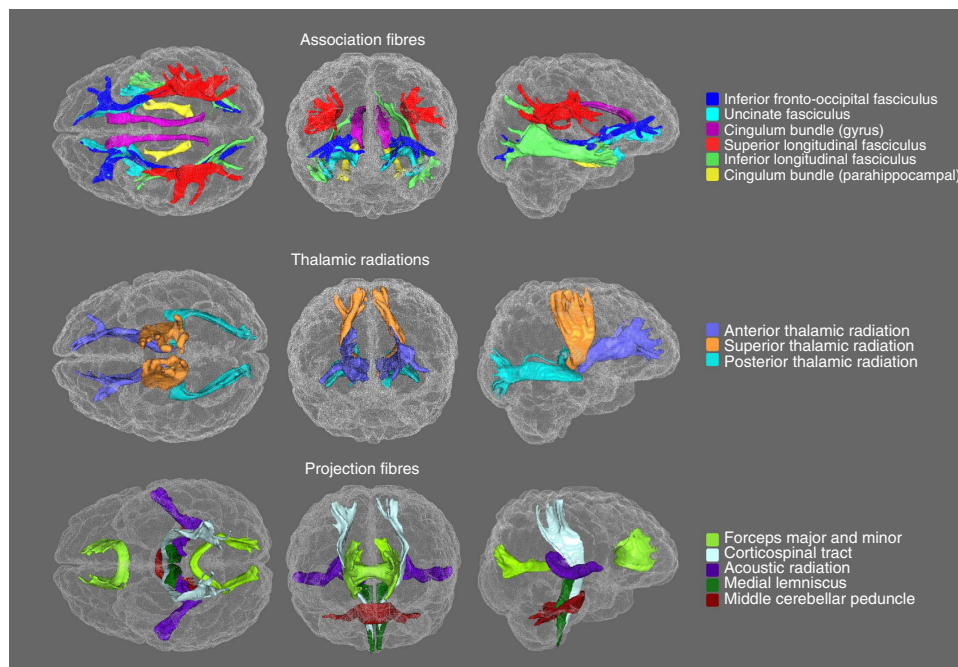 Association fibres
Inferior fronto-occipital fasciculus
Uncinate fasciculus
Cingulum bundle (gyrus)
Superior longitudinal fasciculus
Inferior longitudinal fasciculus
Cingulum bundle (parahippocampal)
Thalamic radiations
Anterior thalamic radiation
Superior thalamic radiation
Posterior thalamic radiation
Projection fibres
Forceps major and minor
Corticospinal tract
Acoustic radiation
Medial lemniscus
Middle cerebellar peduncle